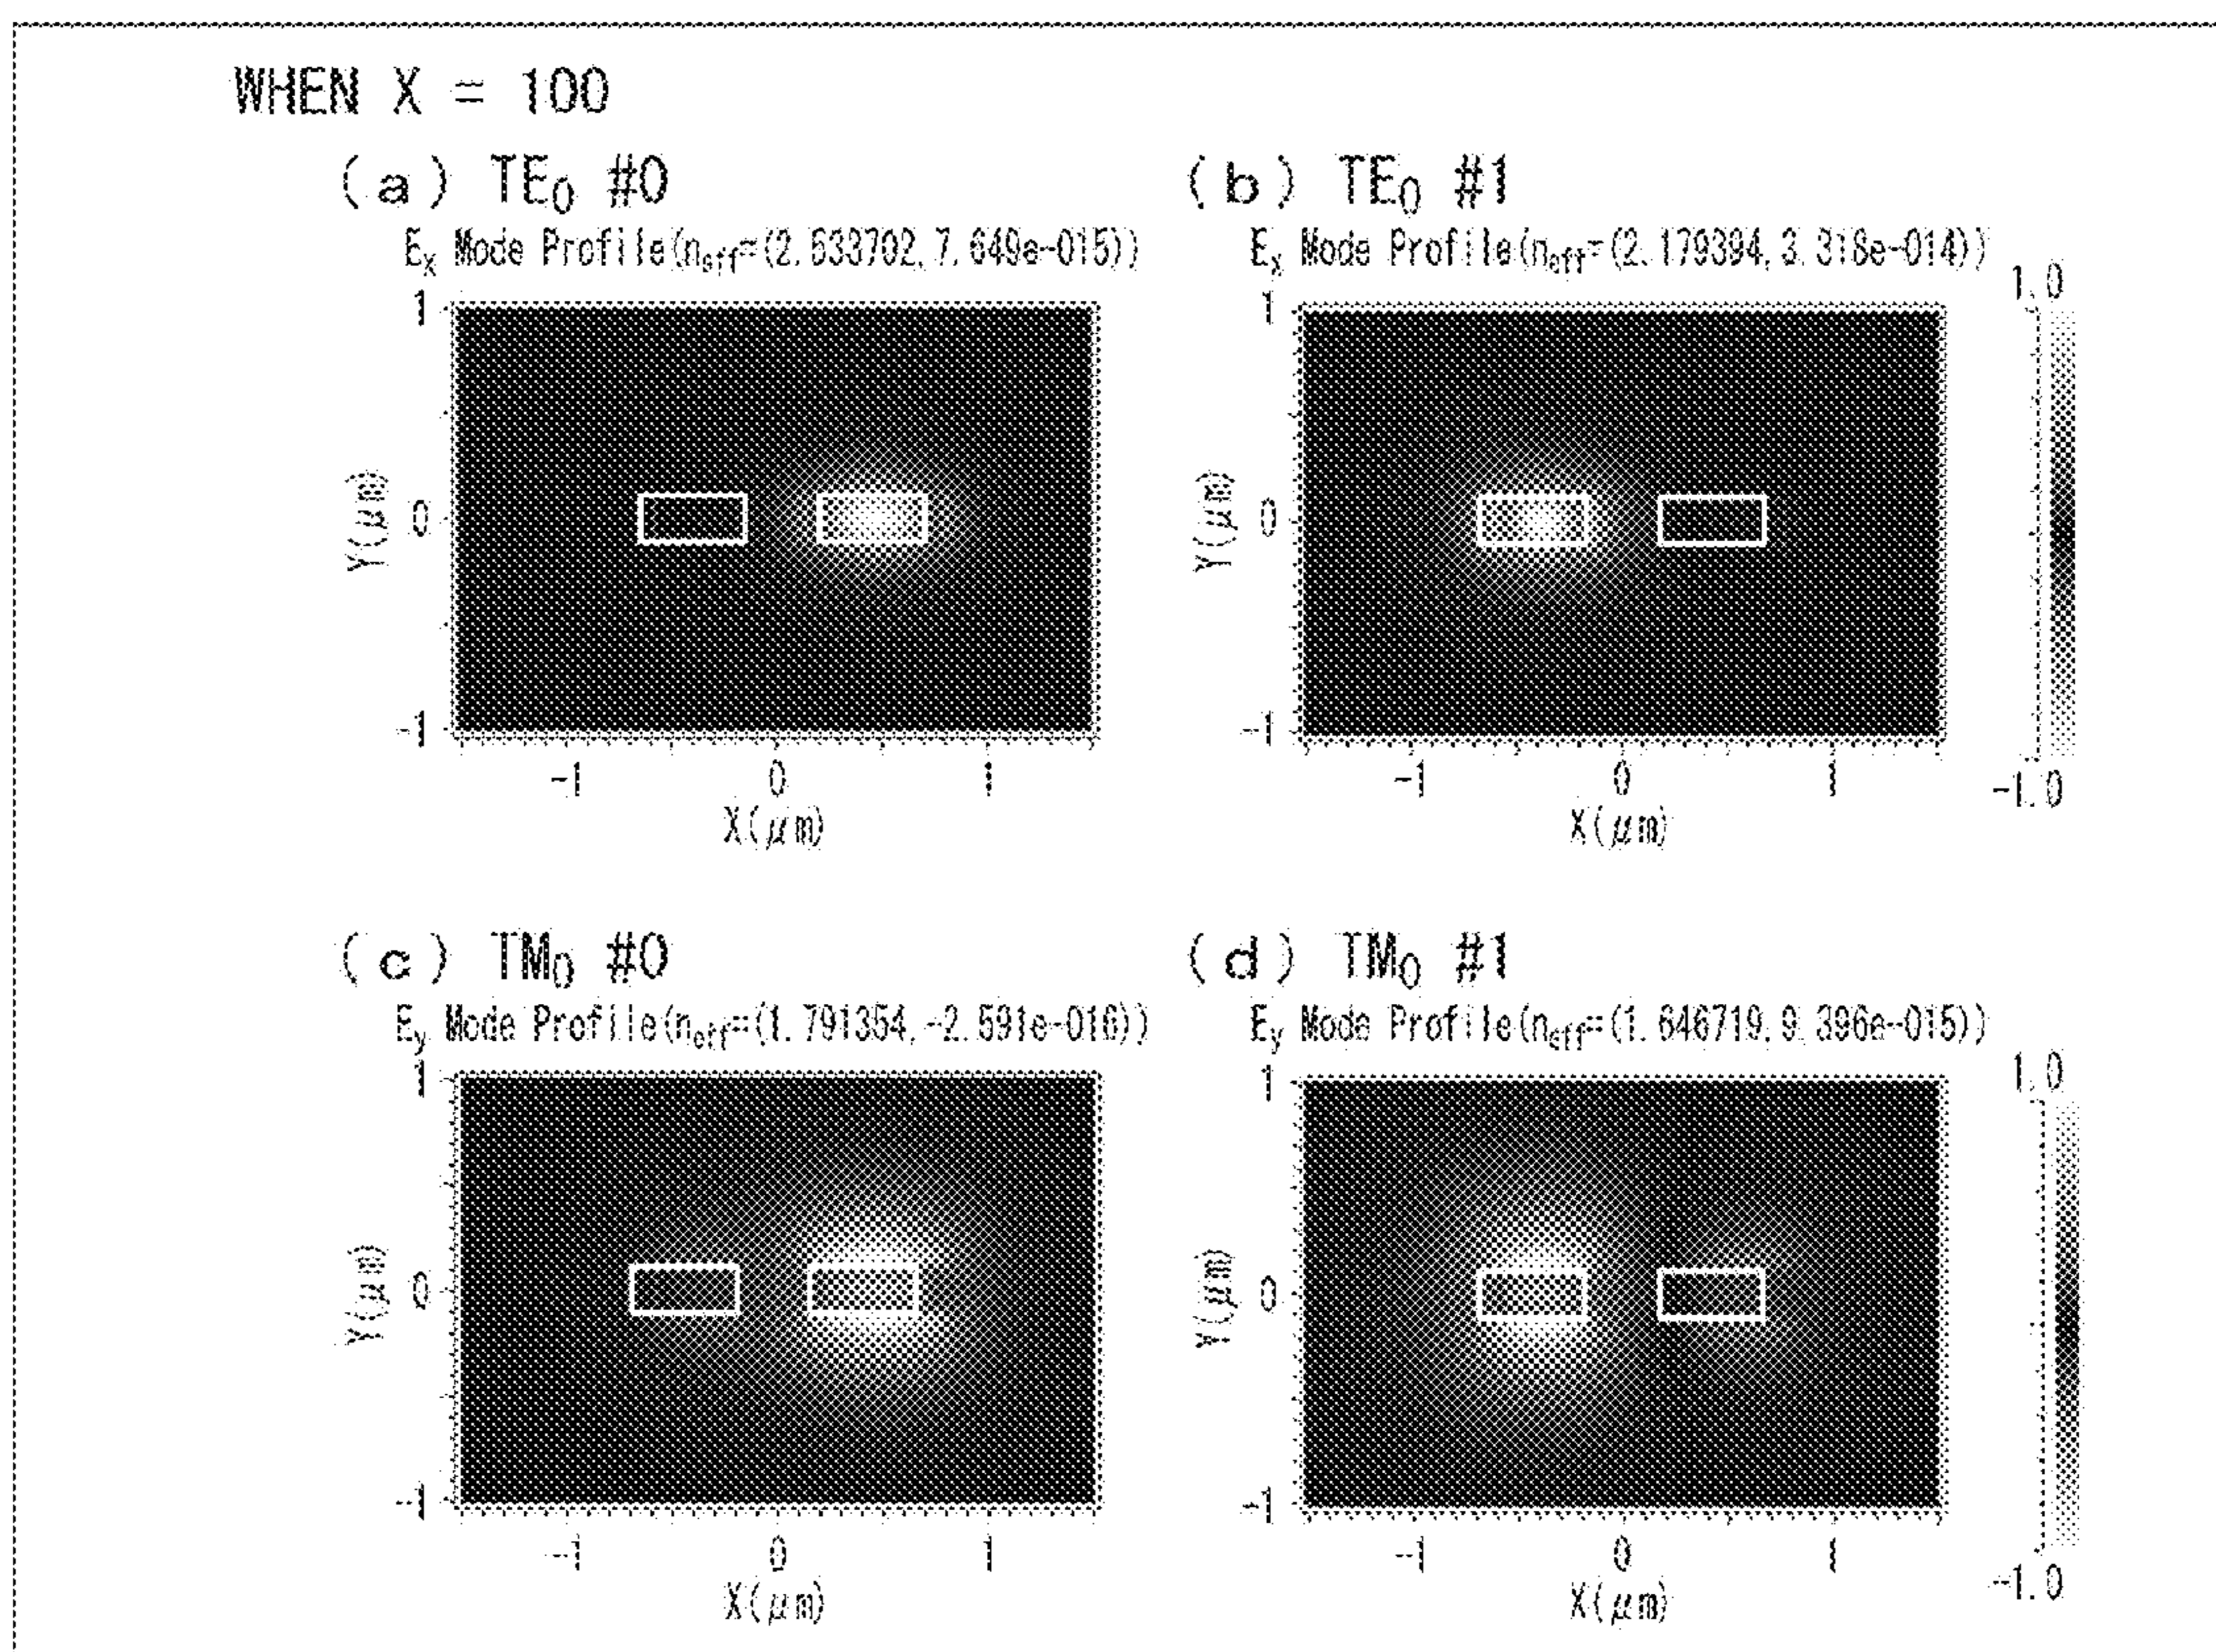 WHEN X = 100
(a) TE0 #0
(b) TE0 #1
Ex Mode Profile(neff=(2.533702,7.649e-015))
Ex Mode Profile(neff=(2.179394,3.318e-014))
1.0
1
1
Y(μm)
0
Y(μm)
0
-1
-1
-1.0
-1
0
1
-1
0
1
X(μm)
X(μm)
(c) TM0 #0
(d) TM0 #1
Ey Mode Profile(neff=(1.791354,-2.591e-016))
Ey Mode Profile(neff=(1.646719,9.396e-015))
1.0
1
1
Y(μm)
0
Y(μm)
0
-1
-1
-1.0
-1
0
1
-1
0
1
X(μm)
X(μm)